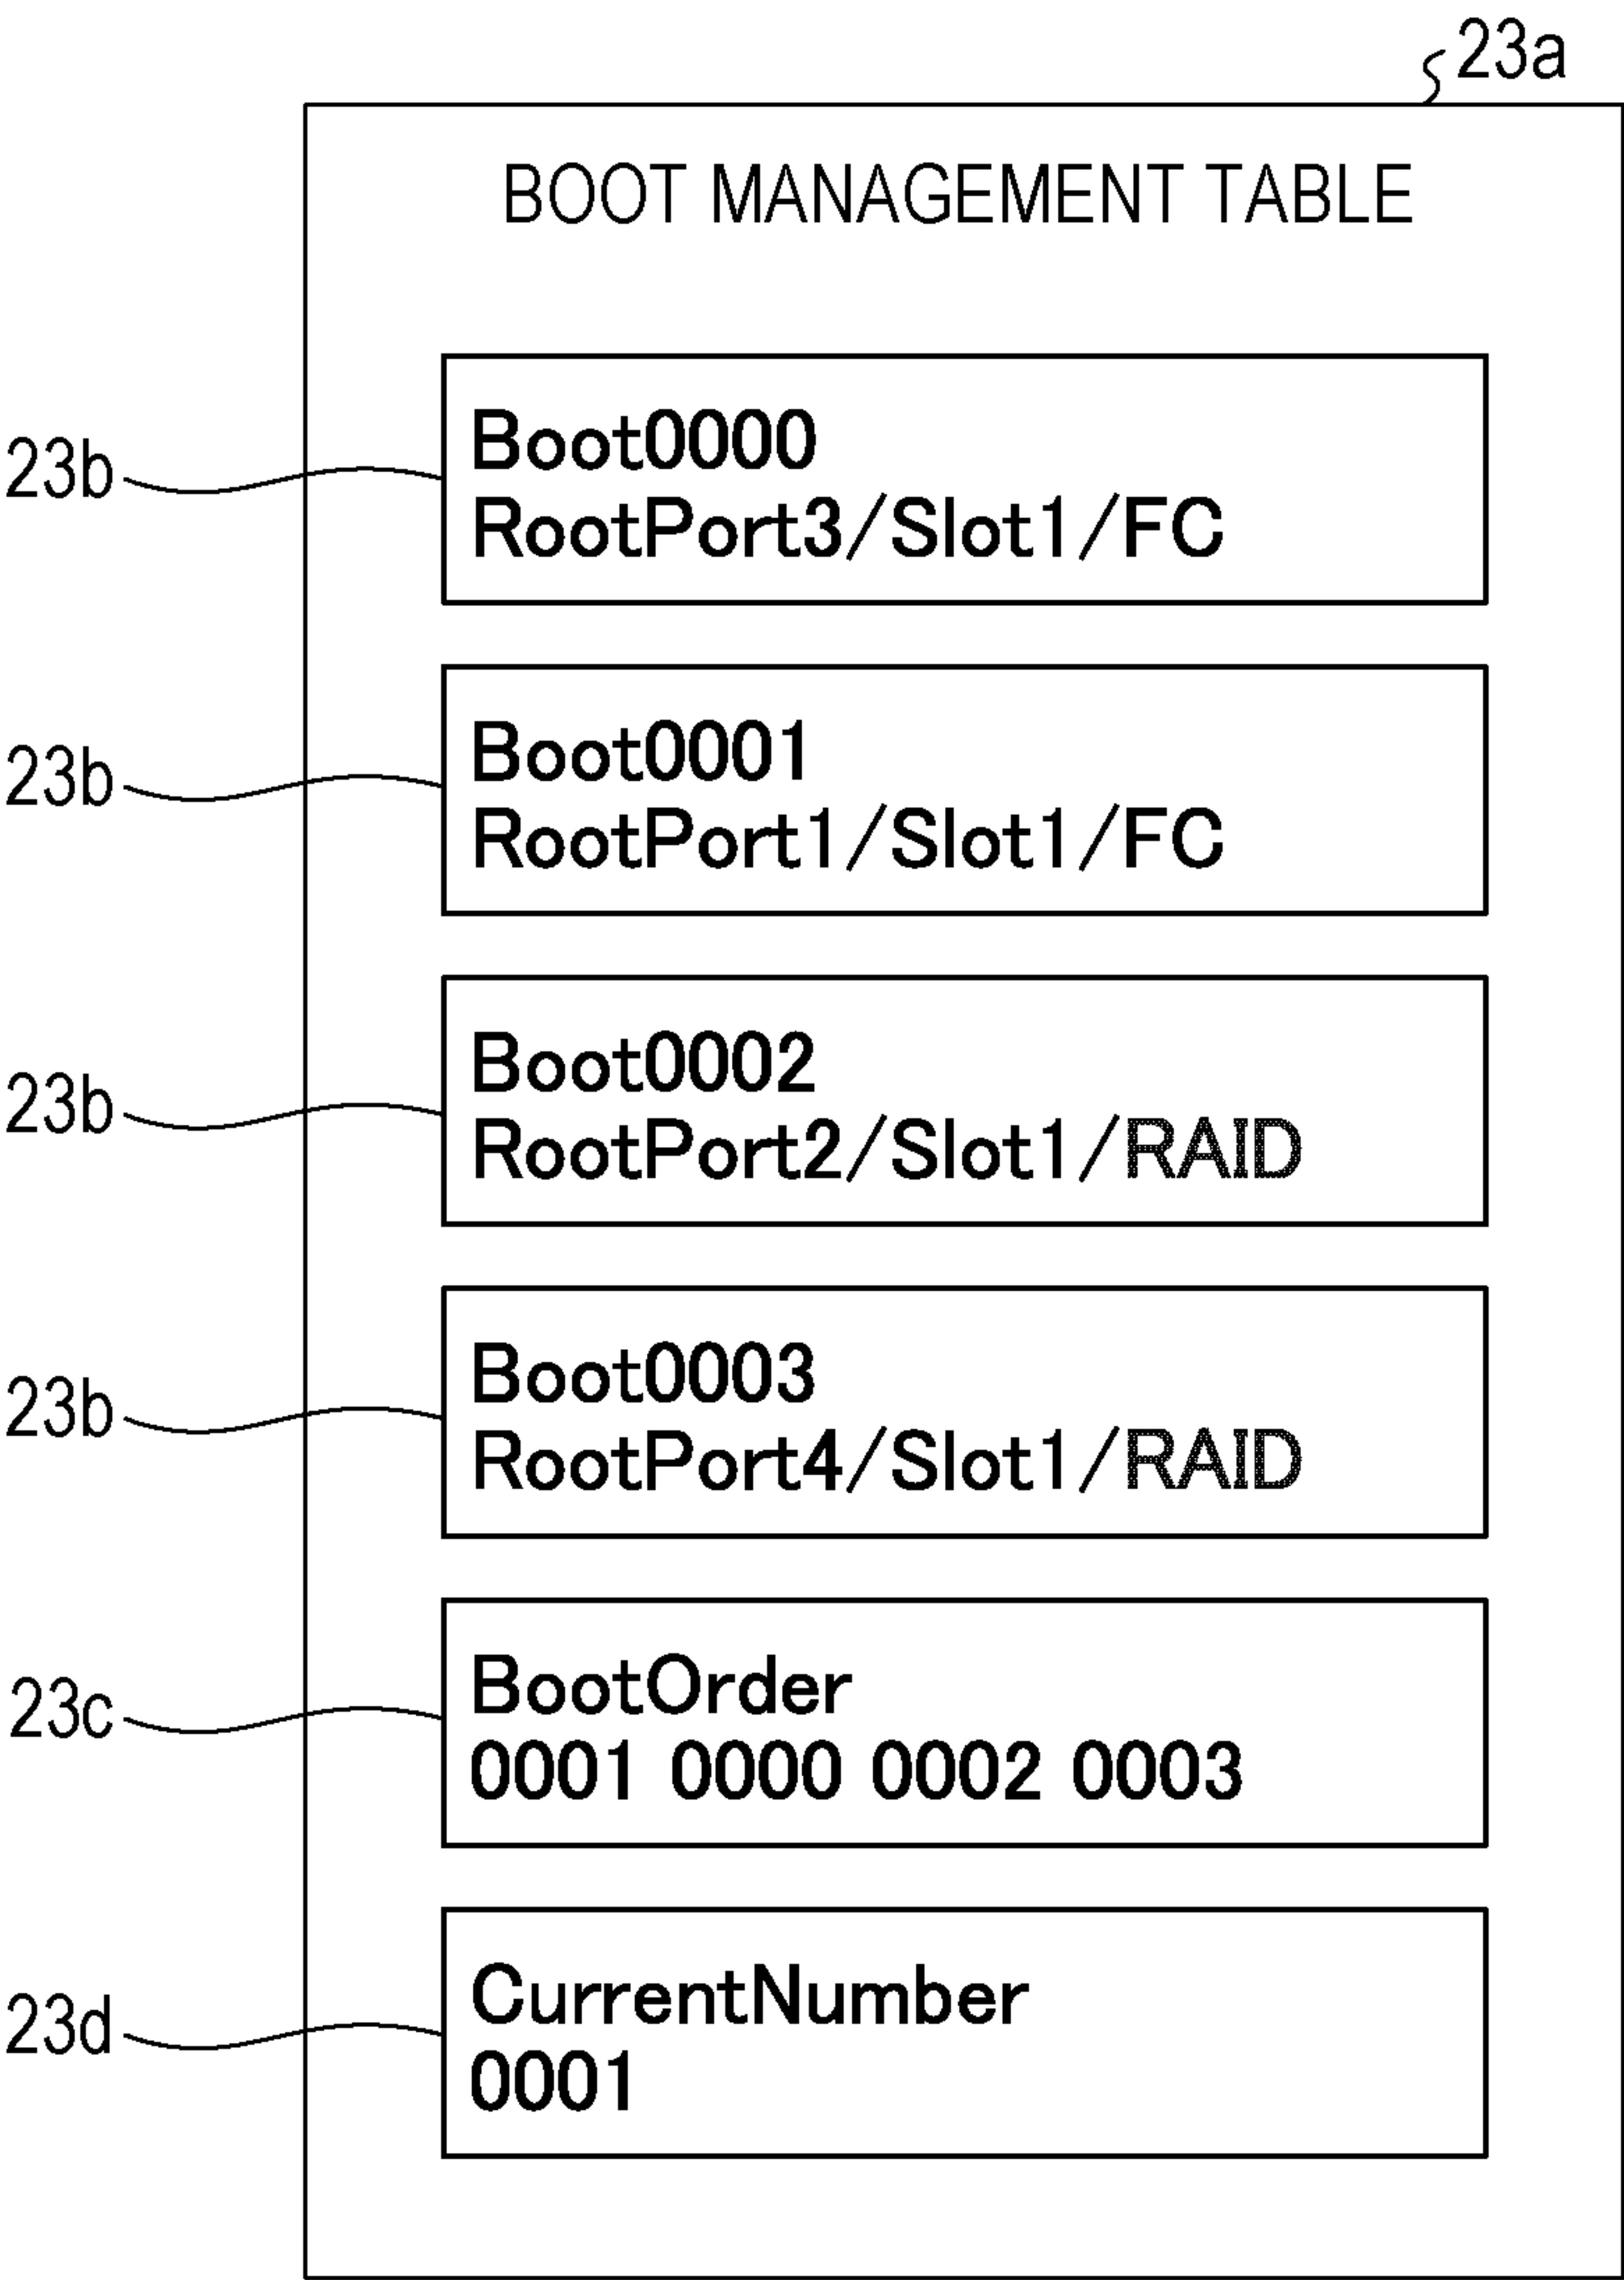 23a
BOOT MANAGEMENT TABLE
23b
Boot0000
RootPort3/Slot1/FC
23b
Boot0001
RootPort1/Slot1/FC
23b
Boot0002
RootPort2/Slot1/RAID
23b
Boot0003
RootPort4/Slot1/RAID
23c
BootOrder
0001 0000 0002 0003
23d
CurrentNumber
0001